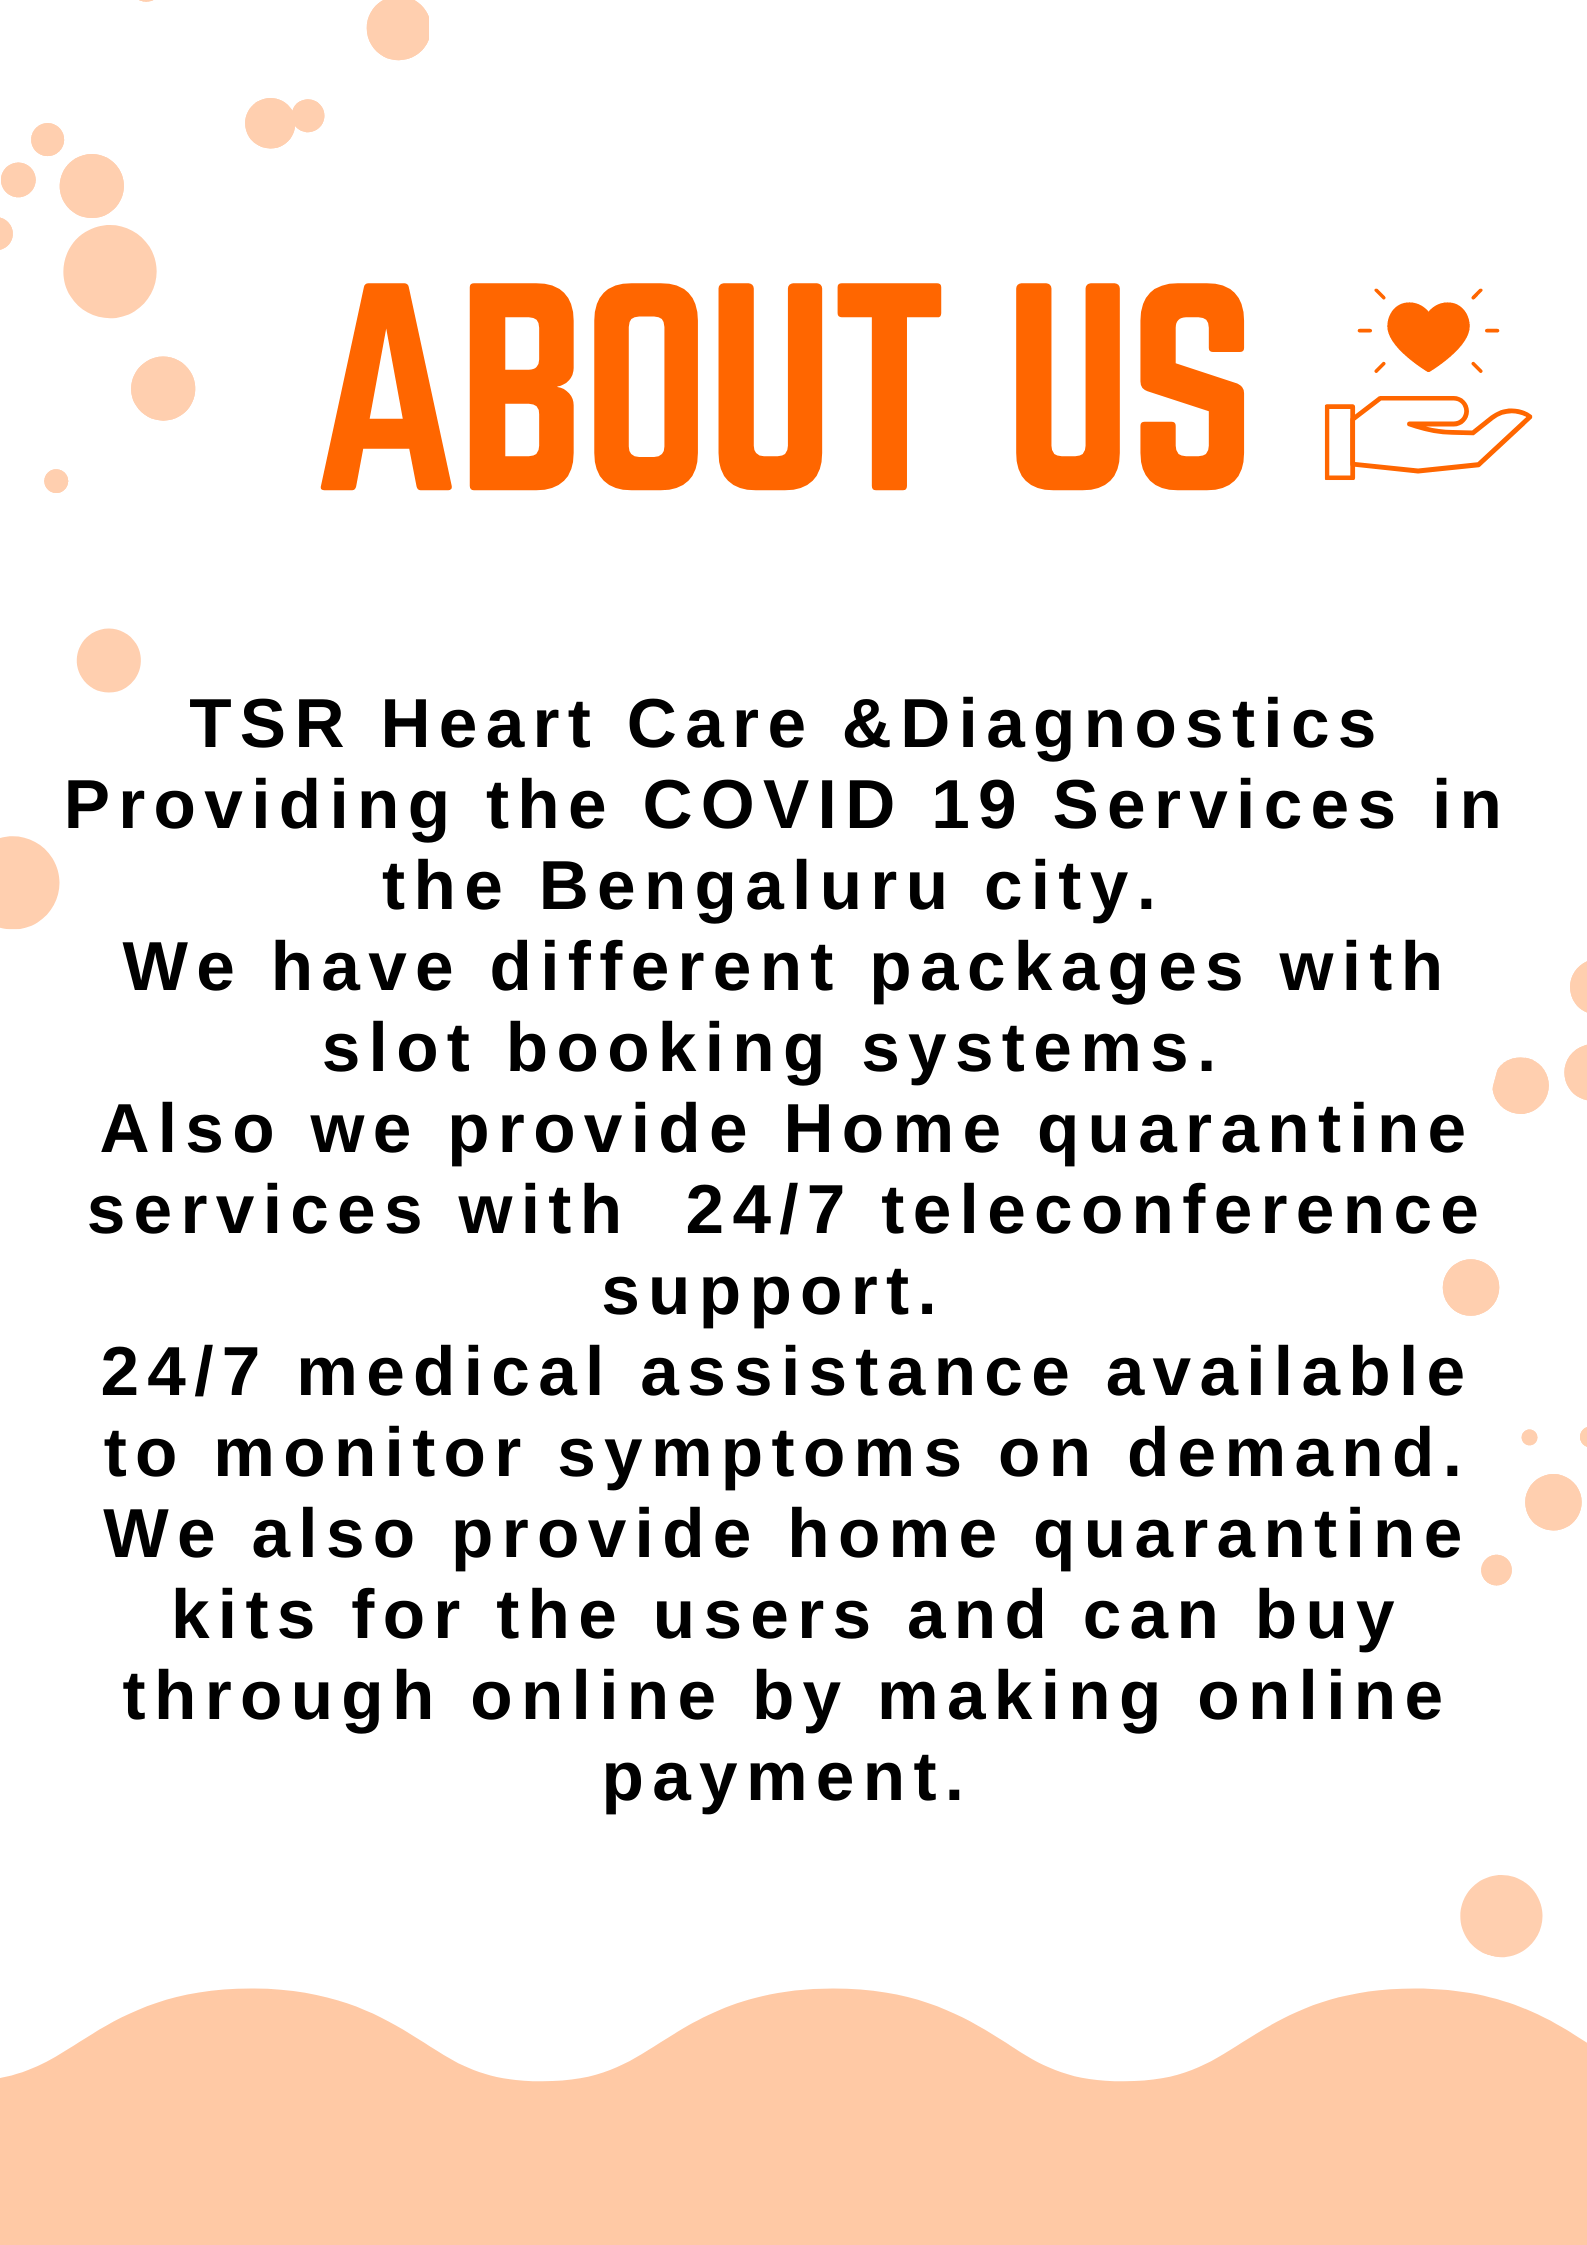 ABOUT US
TSR Heart Care &Diagnostics
Providing the COVID 19 Services in
the Bengaluru city.
We have different packages with
slot booking systems.
Also we provide Home quarantine
services with  24/7 teleconference
support.
24/7 medical assistance available
to monitor symptoms on demand.
We also provide home quarantine
kits for the users and can buy
through online by making online
payment.